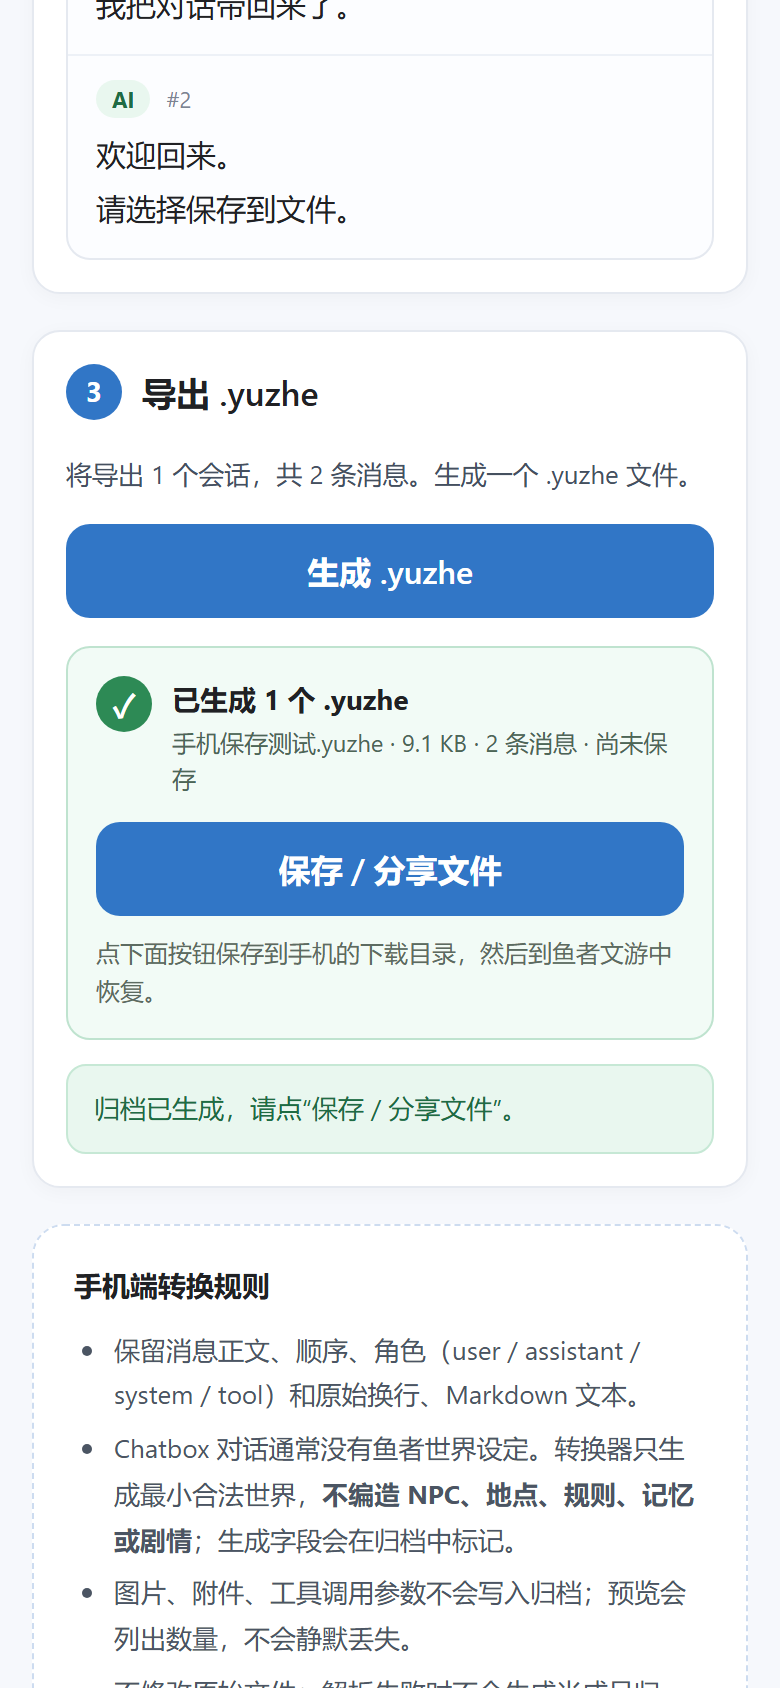 我把对话带回来了。
AI #2
欢迎回来。
请选择保存到文件。
3 导出 .yuzhe
将导出 1 个会话，共 2 条消息。生成一个 .yuzhe 文件。
生成 .yuzhe
✓ 已生成 1 个 .yuzhe
手机保存测试.yuzhe · 9.1 KB · 2 条消息 · 尚未保
存
保存 / 分享文件
点下面按钮保存到手机的下载目录，然后到鱼者文游中
恢复。
归档已生成，请点“保存 / 分享文件”。
手机端转换规则
• 保留消息正文、顺序、角色（user / assistant /
system / tool）和原始换行、Markdown 文本。
• Chatbox 对话通常没有鱼者世界设定。转换器只生
成最小合法世界，不编造 NPC、地点、规则、记忆
或剧情；生成字段会在归档中标记。
• 图片、附件、工具调用参数不会写入归档；预览会
列出数量，不会静默丢失。